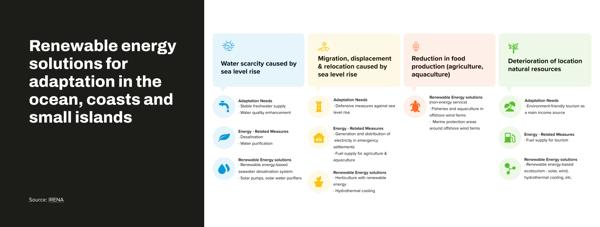 Renewable energy
solutions for
adaptation in the
ocean, coasts and
small islands
Source: IRENA
Water scarcity caused by
sea level rise
Adaptation Needs
· Stable freshwater supply
· Water quality enhancement
Energy - Related Measures
· Desalination
· Water purification
Renewable Energy solutions
· Renewable energy-based
seawater desalination system
· Solar pumps, solar water purifiers
Migration, displacement
& relocation caused by
sea level rise
Adaptation Needs
· Defensive measures against sea
level rise
Energy - Related Measures
· Generation and distribution of
electricity in emergency
settlements
· Fuel supply for agriculture &
aquaculture
Renewable Energy solutions
· Horticulture with renewable
energy
· Hydrothermal cooling
Reduction in food
production (agriculture,
aquaculture)
Renewable Energy solutions
(non-energy service)
· Fisheries and aquaculture in
offshore wind farms
· Marine protection areas
around offshore wind farms
Deterioration of location
natural resources
Adaptation Needs
· Environment-friendly tourism as
a main income source
Energy - Related Measures
· Fuel supply for tourism
Renewable Energy solutions
· Renewable energy-based
ecotourism - solar, wind,
hydrothermal cooling, etc.